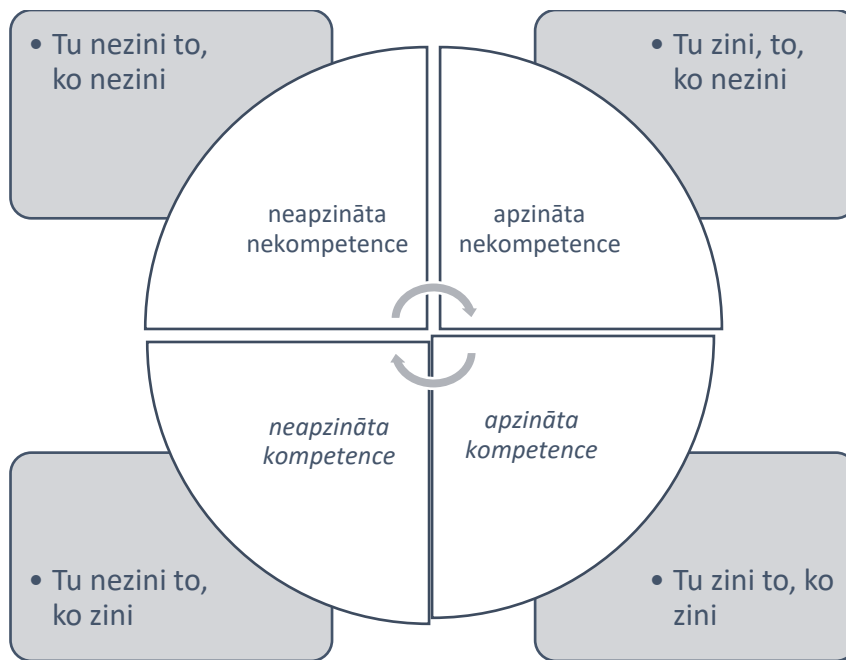 • Tu nezini to,
ko nezini
• Tu zini, to,
ko nezini
neapzināta
nekompetence
apzināta
nekompetence
neapzināta
kompetence
apzināta
kompetence
• Tu nezini to,
ko zini
• Tu zini to, ko
zini